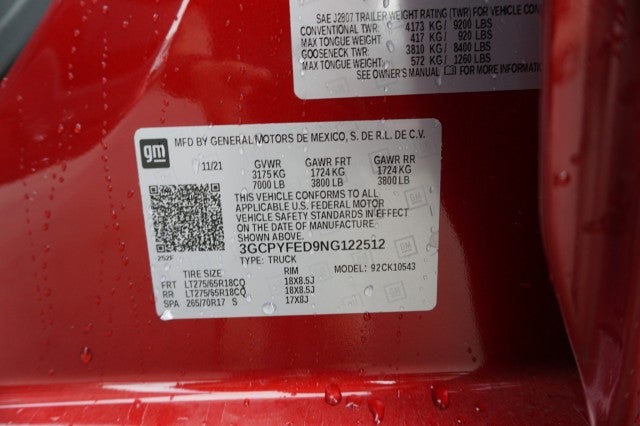 SAE J2807 TRAILER WEIGHT RATING (TWR) FOR VEHICLE CON
CONVENTIONAL TWR 4173 KG / 9200 LBS
MAX TONGUE WEIGHT 417 KG / 920 LBS
GOOSENECK TWR 3810 KG / 8400 LBS
MAX TONGUE WEIGHT 572 KG / 1260 LBS
SEE OWNER'S MANUAL FOR MORE INFORMATION
gm
MFD BY GENERAL MOTORS DE MEXICO, S. DE R.L. DE C.V.
11/21 GVWR GAWR FRT GAWR RR
3175 KG 1724 KG 1724 KG
7000 LB 3800 LB 3800 LB
THIS VEHICLE CONFORMS TO ALL
APPLICABLE U.S. FEDERAL MOTOR
VEHICLE SAFETY STANDARDS IN EFFECT
ON THE DATE OF MANUFACTURE
SHOWN ABOVE.
3GCPYFED9NG122512
252F TYPE: TRUCK
TIRE SIZE RIM MODEL: 92CK10543
FRT LT275/65R18CQ 18X8.5J
RR LT275/65R18CQ 18X8.5J
SPA 265/70R17 S 17X8J